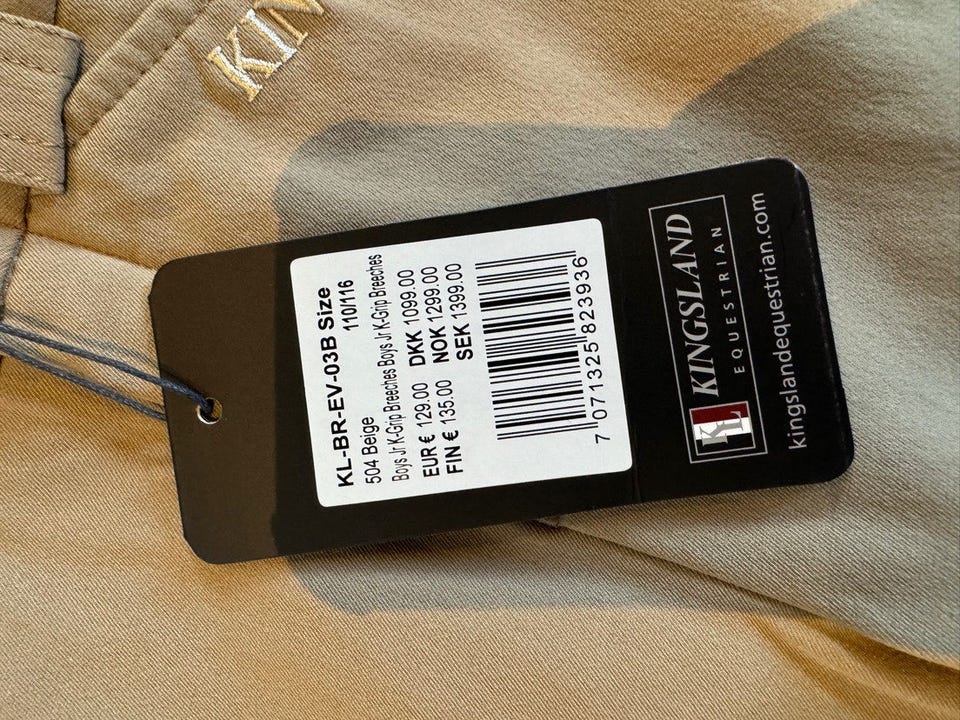 KIN
KL-BR-EV-03B Size
504 Beige 110/116
Boys Jr K-Grip Breeches Boys Jr K-Grip Breeches
EUR € 129.00 DKK 1099.00
FIN € 135.00 NOK 1299.00
SEK 1399.00
7 071325 823936
KL KINGSLAND
EQUESTRIAN
kingslandequestrian.com